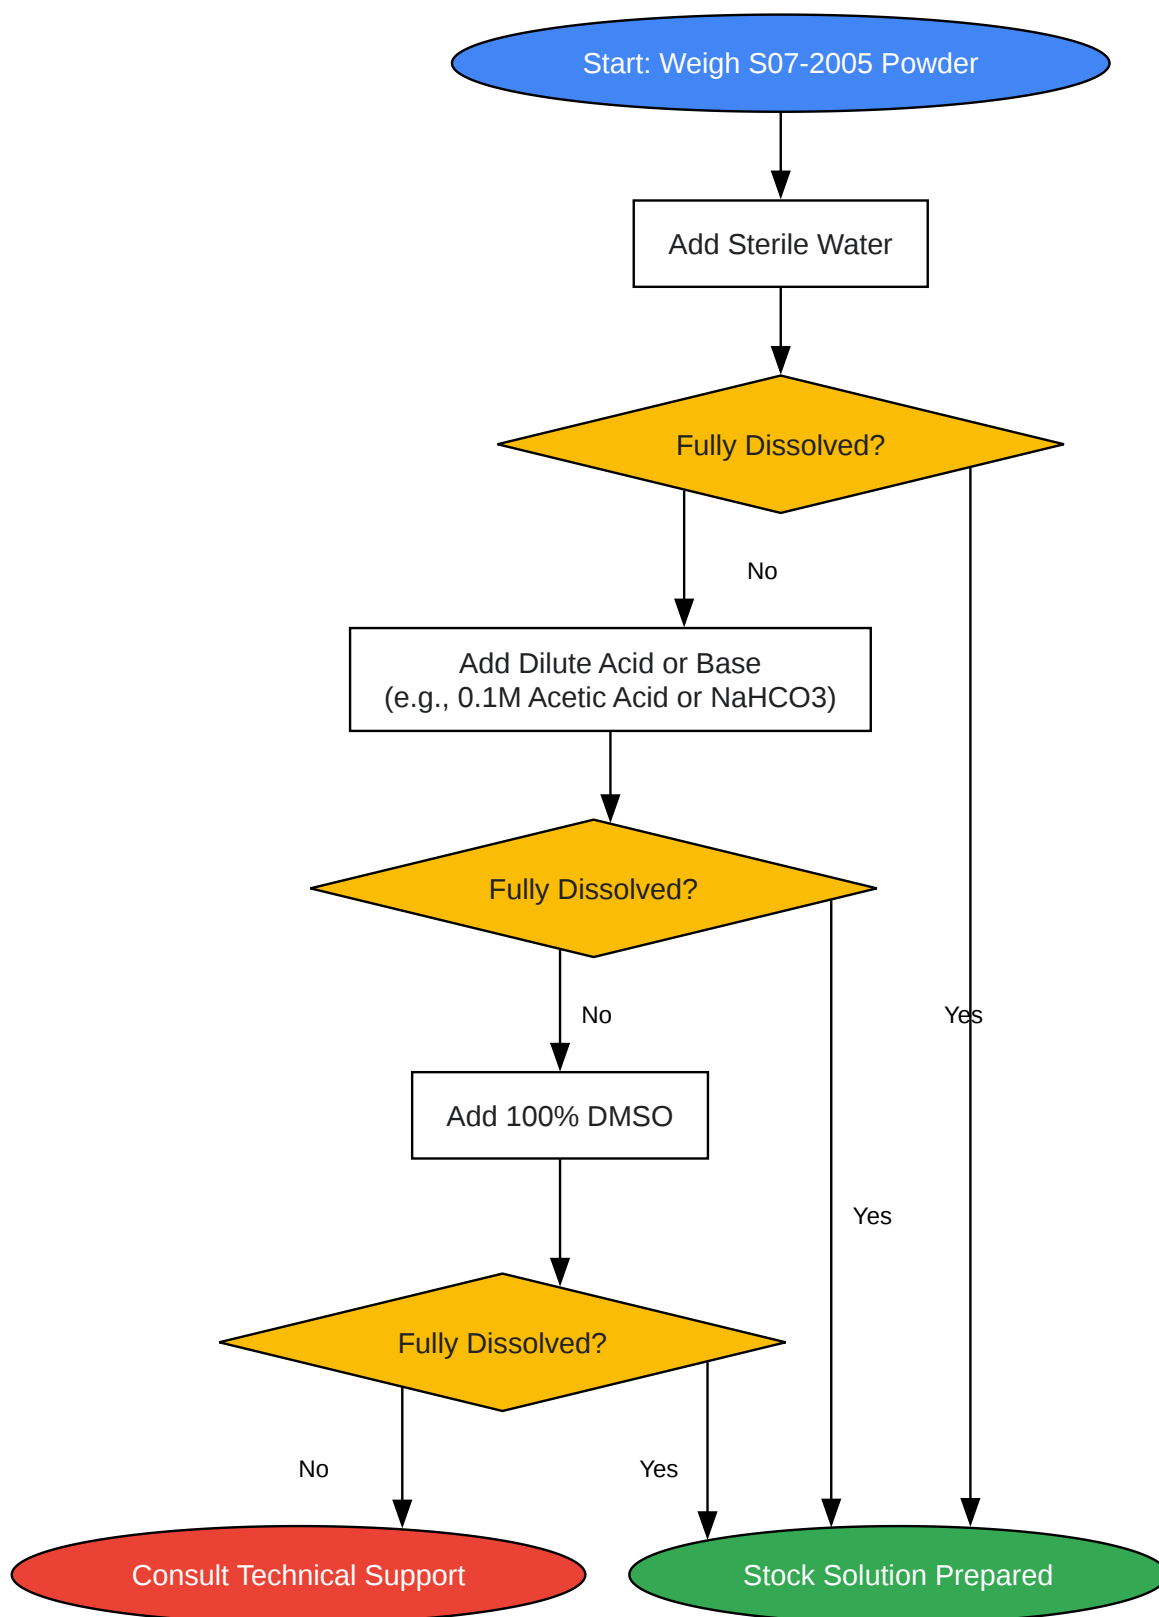 Start: Weigh S07-2005 Powder
Add Sterile Water
Fully Dissolved?
No
Add Dilute Acid or Base
(e.g., 0.1M Acetic Acid or NaHCO3)
Fully Dissolved?
No
Yes
Add 100% DMSO
Yes
Fully Dissolved?
No
Yes
Consult Technical Support
Stock Solution Prepared